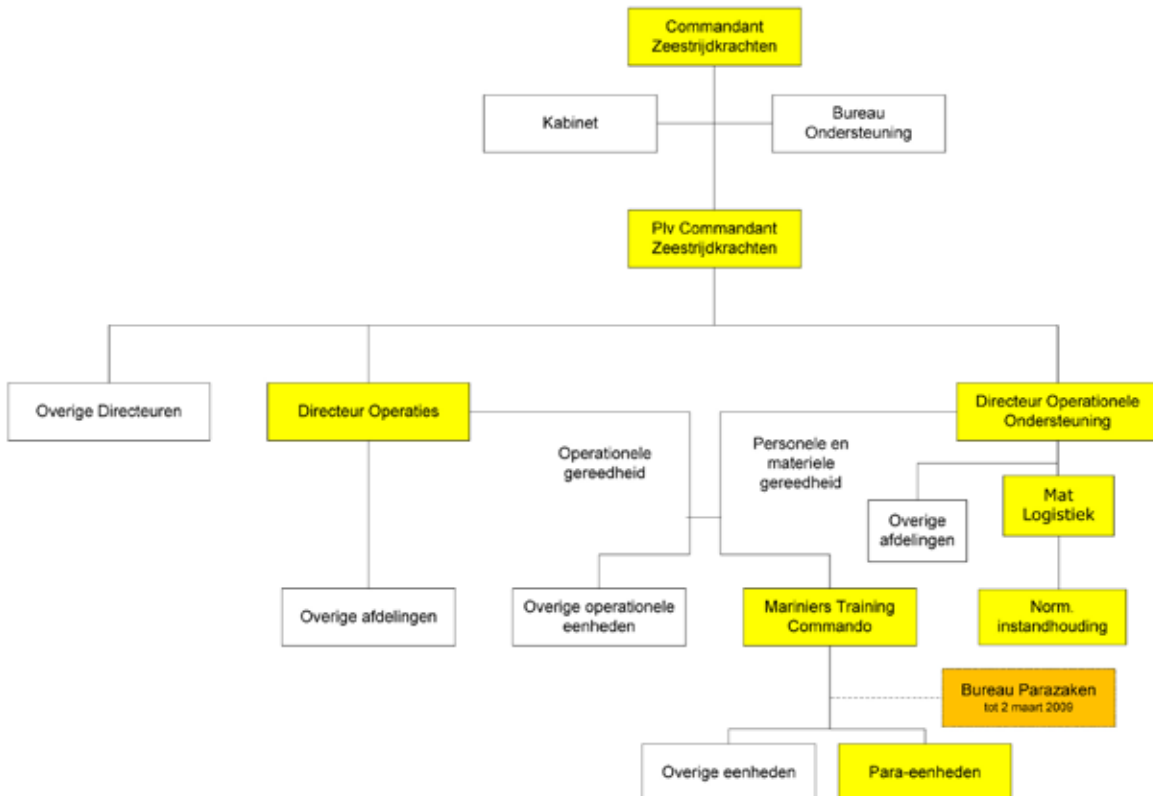 Commandant
Zeestrijdkrachten
Kabinet
Bureau
Ondersteuning
Plv Commandant
Zeestrijdkrachten
Overige Directeuren
Directeur Operaties
Directeur Operationele
Ondersteuning
Operationele
gereedheid
Personele en
materiele
gereedheid
Overige
afdelingen
Mat
Logistiek
Overige afdelingen
Overige operationele
eenheden
Mariniers Training
Commando
Norm.
instandhouding
Bureau Parazaken
tot 2 maart 2009
Overige eenheden
Para-eenheden